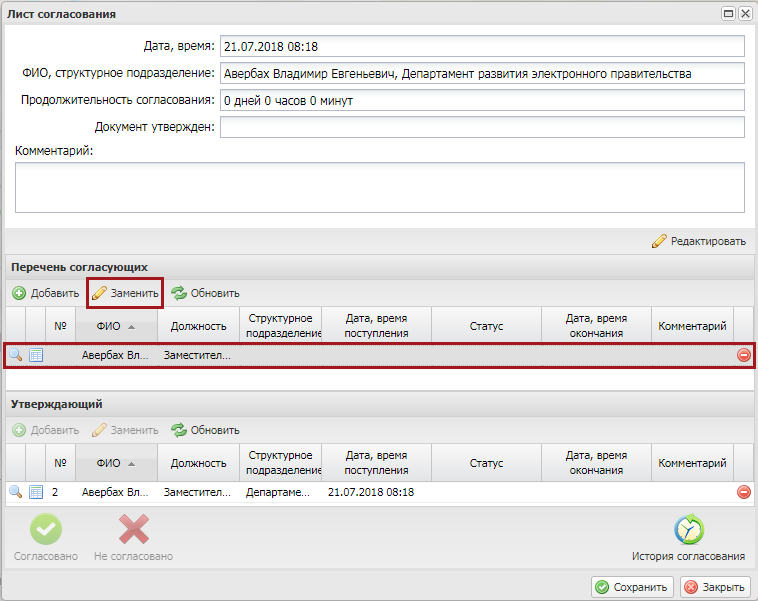 Лист согласования
Дата, время: 21.07.2018 08:18
ФИО, структурное подразделение: Авербах Владимир Евгеньевич, Департамент развития электронного правительства
Продолжительность согласования: 0 дней 0 часов 0 минут
Документ утвержден:
Комментарий:
Редактировать
Перечень согласующих
Добавить Заменить Обновить
№ ФИО Должность Структурное подразделение Дата, время поступления Статус Дата, время окончания Комментарий
Авербах Вл... Заместител...
Утверждающий
Добавить Заменить Обновить
№ ФИО Должность Структурное подразделение Дата, время поступления Статус Дата, время окончания Комментарий
2 Авербах Вл... Заместител... Департаме... 21.07.2018 08:18
Согласовано Не согласовано История согласования
Сохранить Закрыть